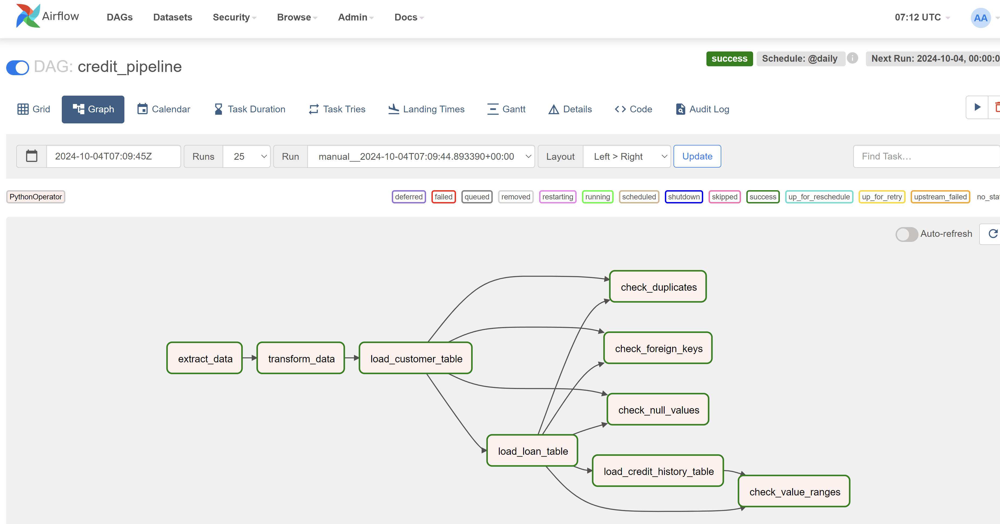 Airflow DAGs Datasets Security Browse Admin Docs 07:12 UTC AA
DAG: credit_pipeline success Schedule: @daily i Next Run: 2024-10-04, 00:00:0
Grid Graph Calendar Task Duration Task Tries Landing Times Gantt Details Code Audit Log
2024-10-04T07:09:45Z Runs 25 Run manual__2024-10-04T07:09:44.893390+00:00 Layout Left > Right Update Find Task…
PythonOperator deferred failed queued removed restarting running scheduled shutdown skipped success up_for_reschedule up_for_retry upstream_failed no_sta
Auto-refresh
check_duplicates
check_foreign_keys
extract_data transform_data load_customer_table
check_null_values
load_loan_table
load_credit_history_table
check_value_ranges